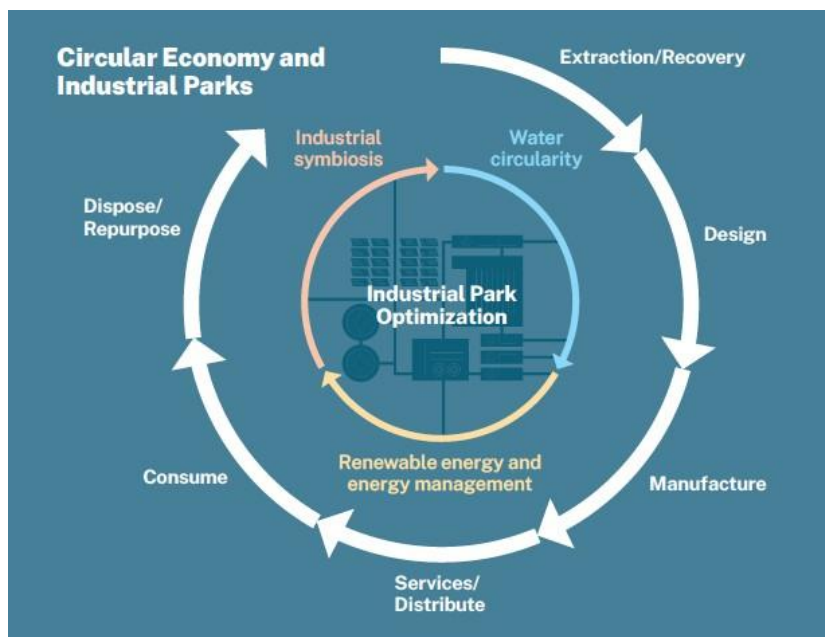 Circular Economy and
Industrial Parks
Extraction/Recovery
Design
Manufacture
Services/
Distribute
Consume
Dispose/
Repurpose
Industrial
symbiosis
Water
circularity
Renewable energy and
energy management
Industrial Park
Optimization